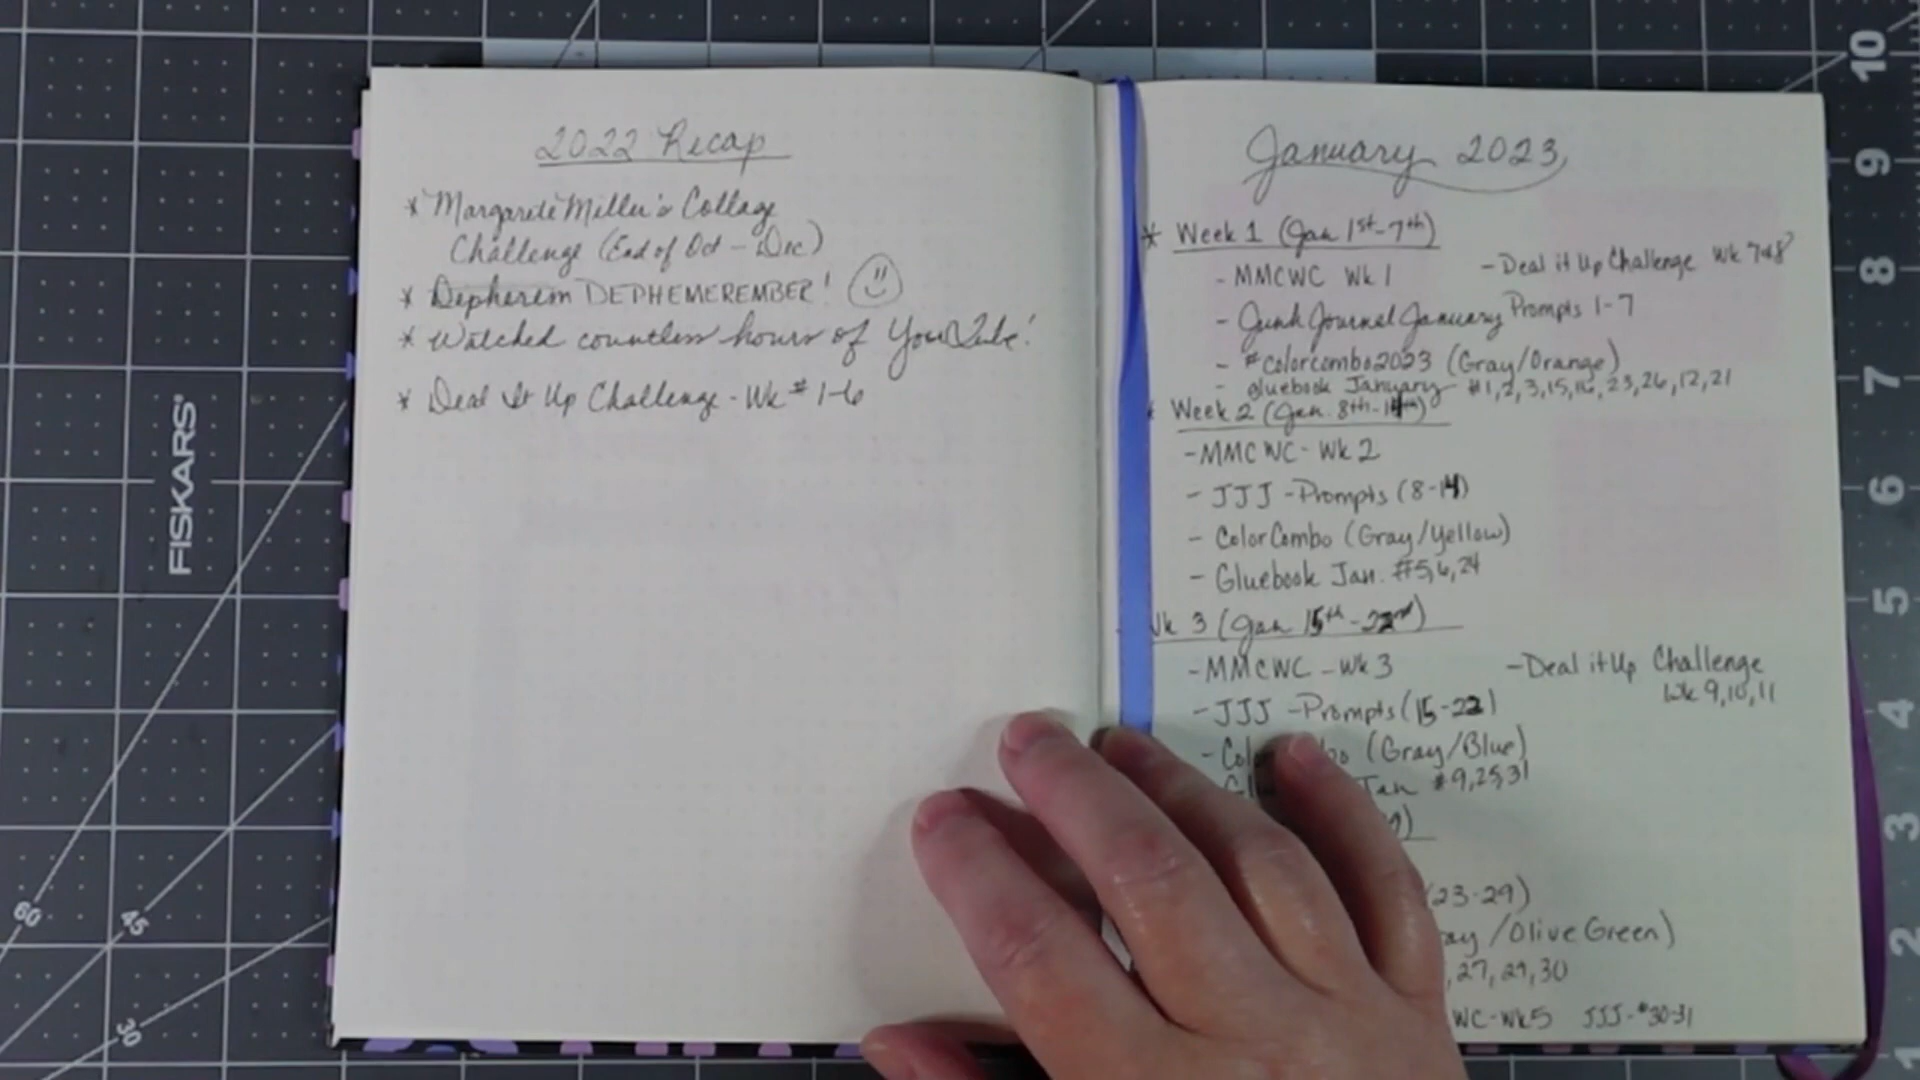 2022 Recap
* Margarete Miller's Collage
Challenge (End of Oct - Dec)
* Depherem DEPHEMEREMBER!
* Watched countless hours of YouTube!
* Deal It Up Challenge - Wk # 1-6
January 2023
* Week 1 (Jan 1st - 7th)
- MMCWC Wk 1
- Deal it Up Challenge Wk 7&8
- Junk Journal January Prompts 1-7
- #colorcombo2023 (Gray/Orange)
- gluebook January #1,2,3,15,16,23,26,12,21
* Week 2 (Jan. 8th - 14th)
- MMCWC - Wk 2
- JJJ - Prompts (8-14)
- ColorCombo (Gray/Yellow)
- Gluebook Jan. #5,6,24
Wk 3 (Jan 15th - 22nd)
- MMCWC - Wk 3
- Deal it Up Challenge
Wk 9,10,11
- JJJ - Prompts (15-22)
(Gray/Blue)
Jan #9,25,31
(23-29)
/Olive Green)
, 27, 29, 30
WC-Wk5 JJJ-#30-31
FISKARS
60
45
30
10
9
8
7
6
5
4
3
2
1